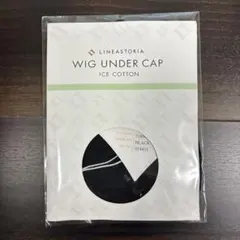 LINEASTORIA
WIG UNDER CAP
ICE COTTON
BLACK